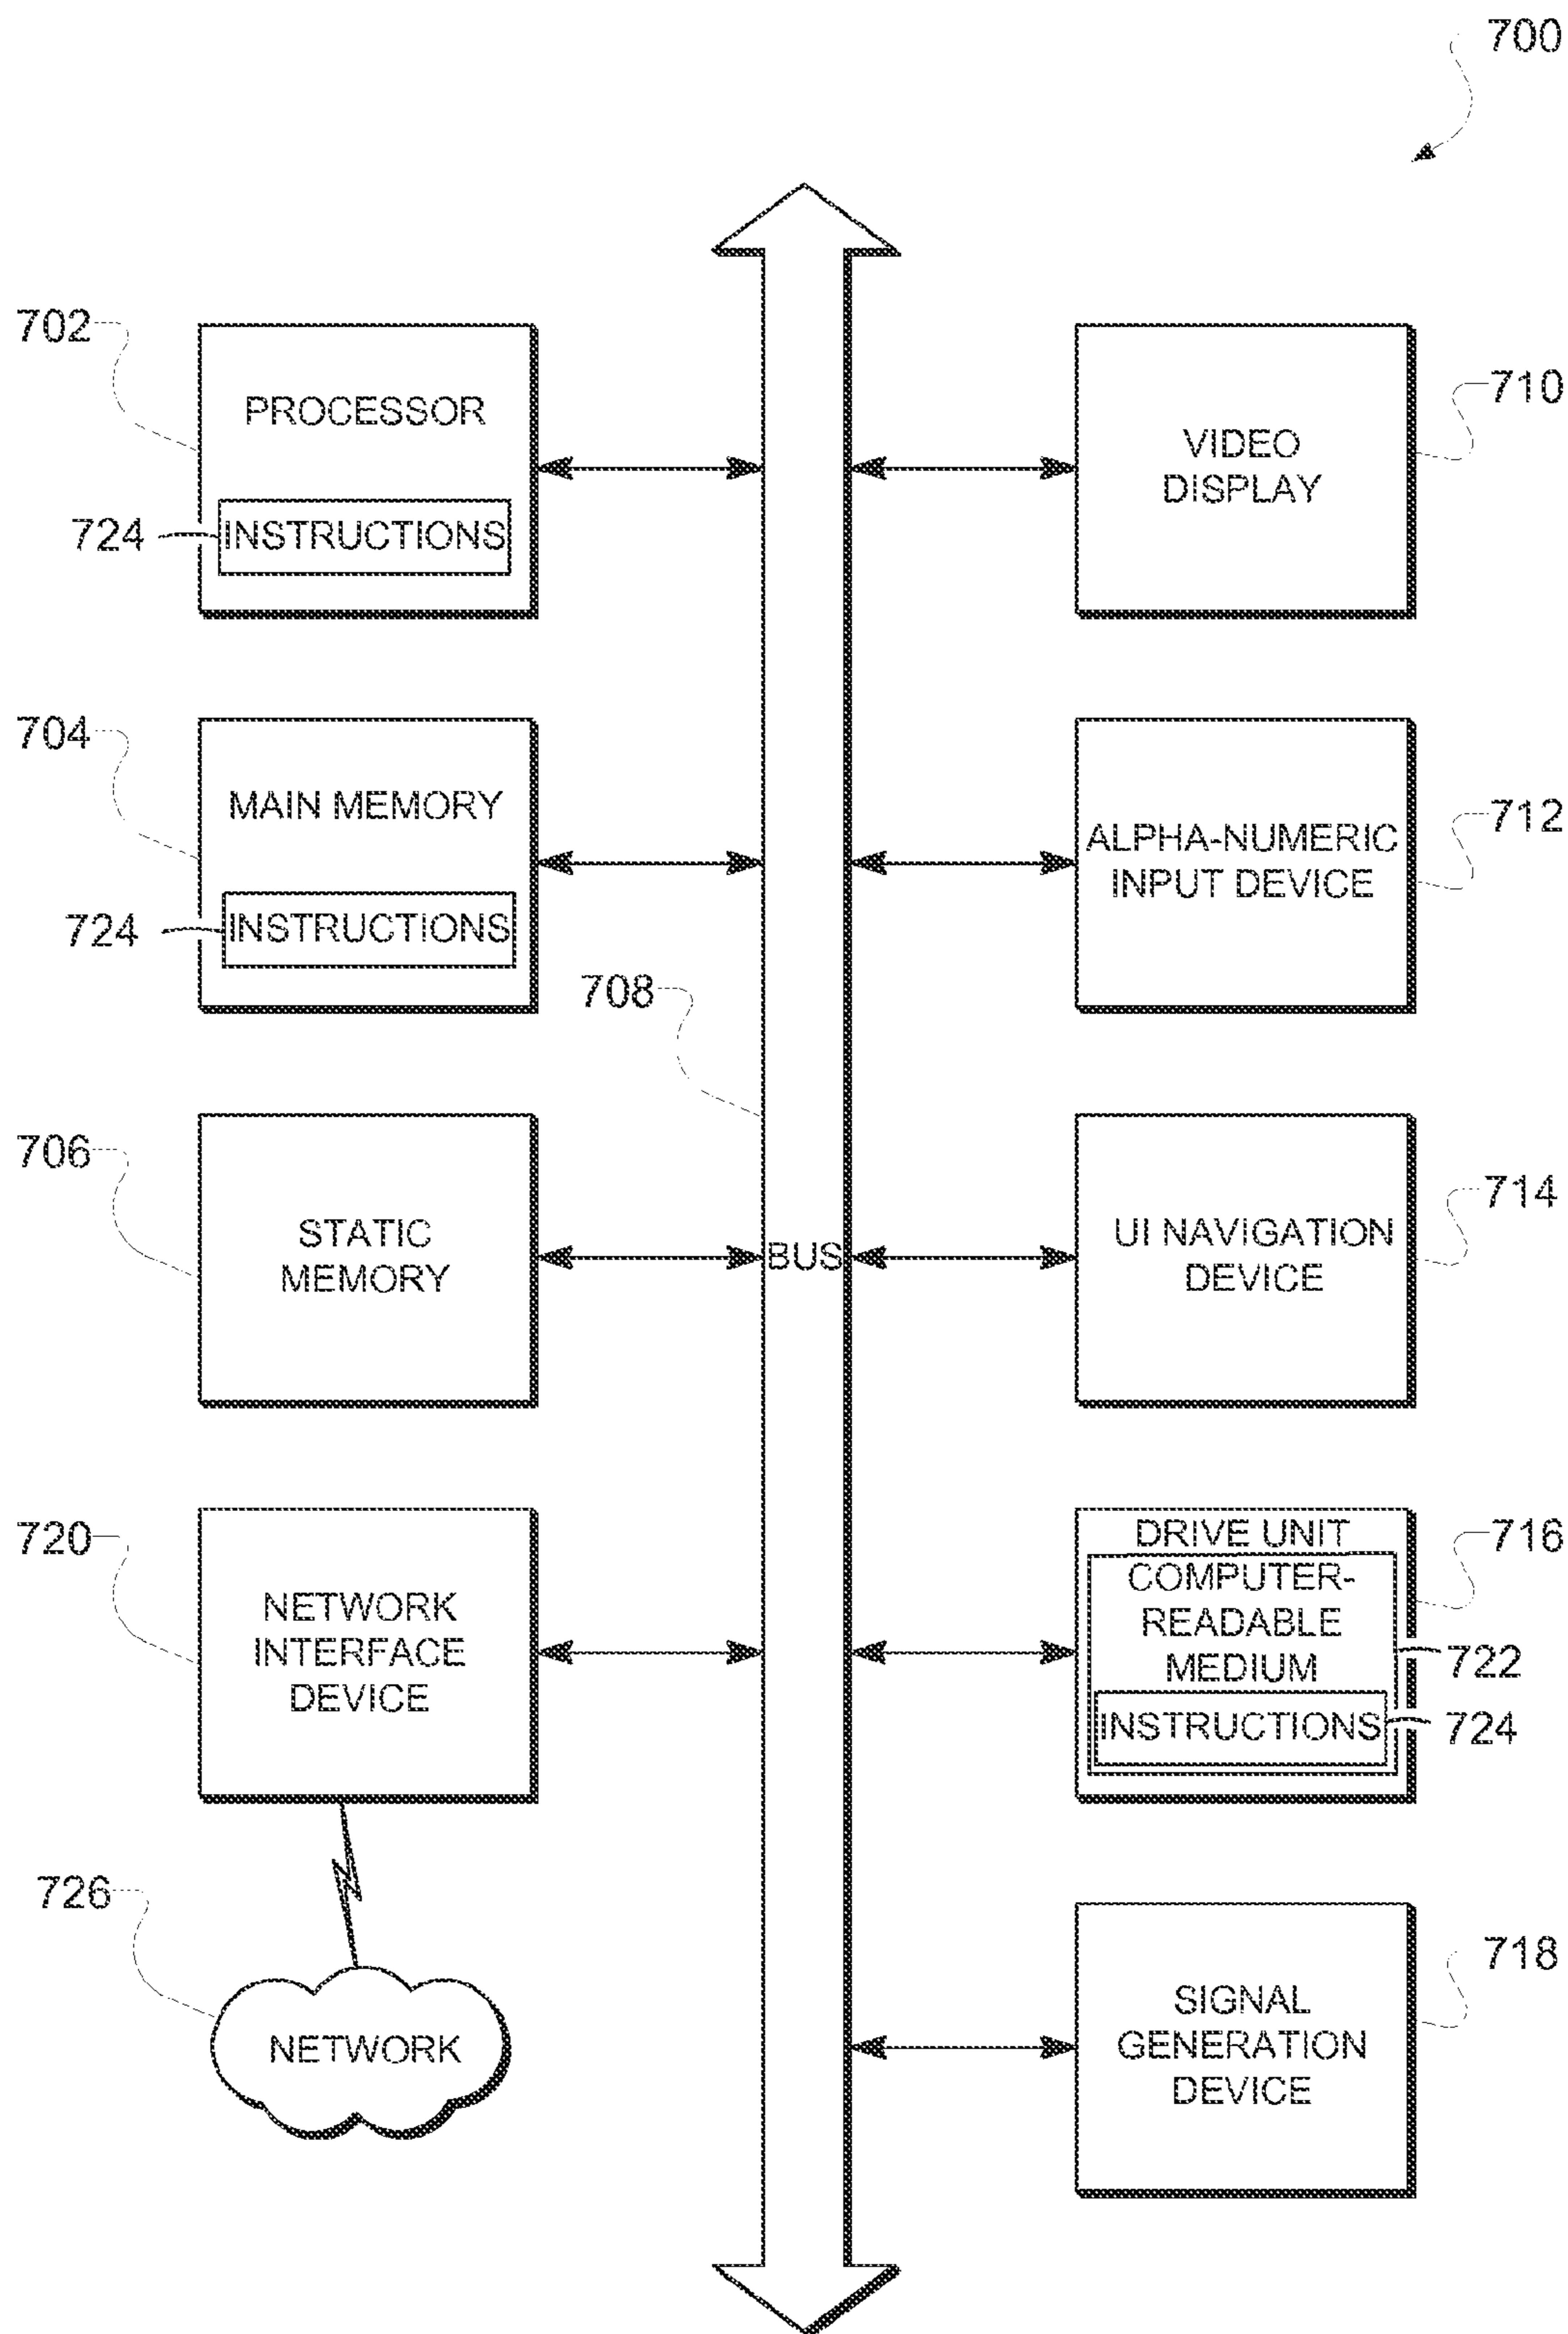 700
702
PROCESSOR
724
INSTRUCTIONS
710
VIDEO
DISPLAY
704
MAIN MEMORY
724
INSTRUCTIONS
712
ALPHA-NUMERIC
INPUT DEVICE
708
BUS
706
STATIC
MEMORY
714
UI NAVIGATION
DEVICE
720
NETWORK
INTERFACE
DEVICE
716
DRIVE UNIT
COMPUTER-
READABLE
MEDIUM
722
INSTRUCTIONS
724
726
NETWORK
718
SIGNAL
GENERATION
DEVICE